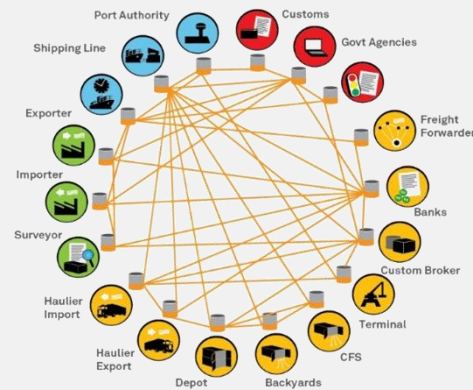 Port Authority
Customs
Shipping Line
Govt Agencies
Exporter
Freight
Forwarder
Importer
Banks
Surveyor
Custom Broker
Haulier
Import
Terminal
Haulier
Export
CFS
Depot
Backyards